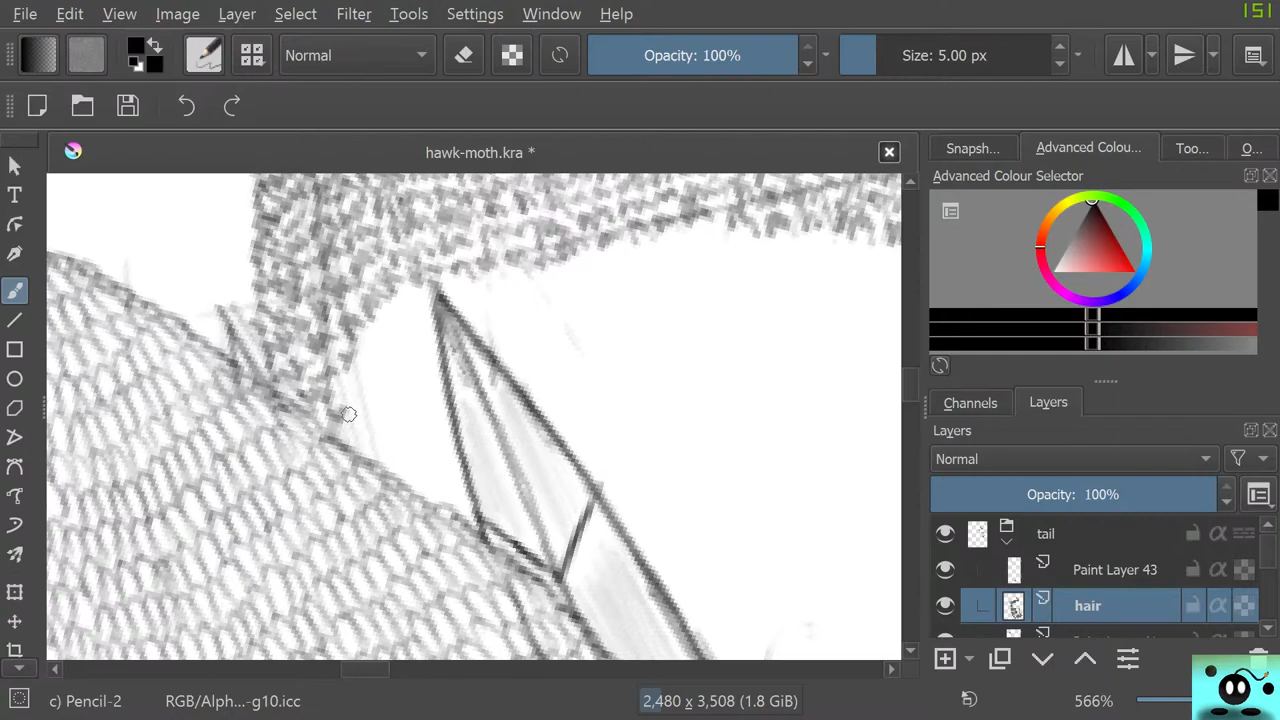 File Edit View Image Layer Select Filter Tools Settings Window Help
Normal Opacity: 100% Size: 5.00 px
hawk-moth.kra *
Snapsh... Advanced Colou... Too... O...
Advanced Colour Selector
Channels Layers
Layers
Normal
Opacity: 100%
tail
Paint Layer 43
hair
c) Pencil-2 RGB/Alph...-g10.icc 2,480 x 3,508 (1.8 GiB) 566%